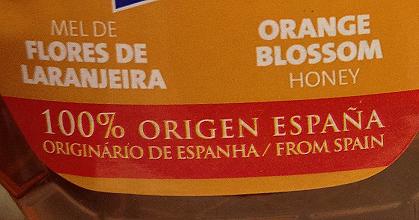 MEL DE
FLORES DE
LARANJEIRA
ORANGE
BLOSSOM
HONEY
100% ORIGEN ESPAÑA
ORIGINÁRIO DE ESPANHA / FROM SPAIN